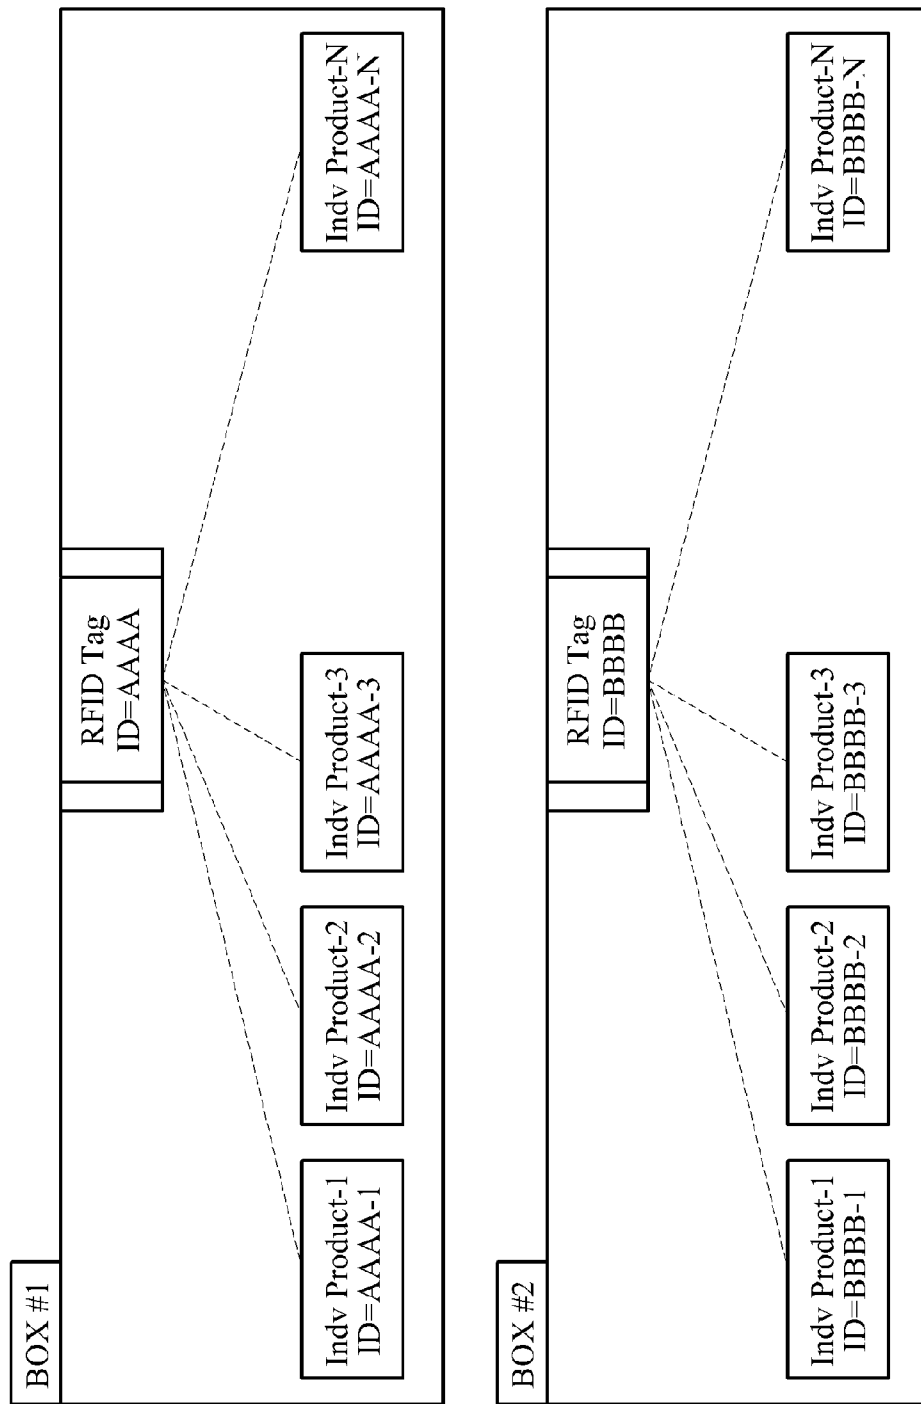 BOX #1
RFID Tag
ID=AAAA
Indv Product-1
ID=AAAA-1
Indv Product-2
ID=AAAA-2
Indv Product-3
ID=AAAA-3
Indv Product-N
ID=AAAA-N
BOX #2
RFID Tag
ID=BBBB
Indv Product-1
ID=BBBB-1
Indv Product-2
ID=BBBB-2
Indv Product-3
ID=BBBB-3
Indv Product-N
ID=BBBB-N